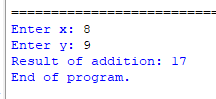 ==========================
Enter x: 8
Enter y: 9
Result of addition: 17
End of program.